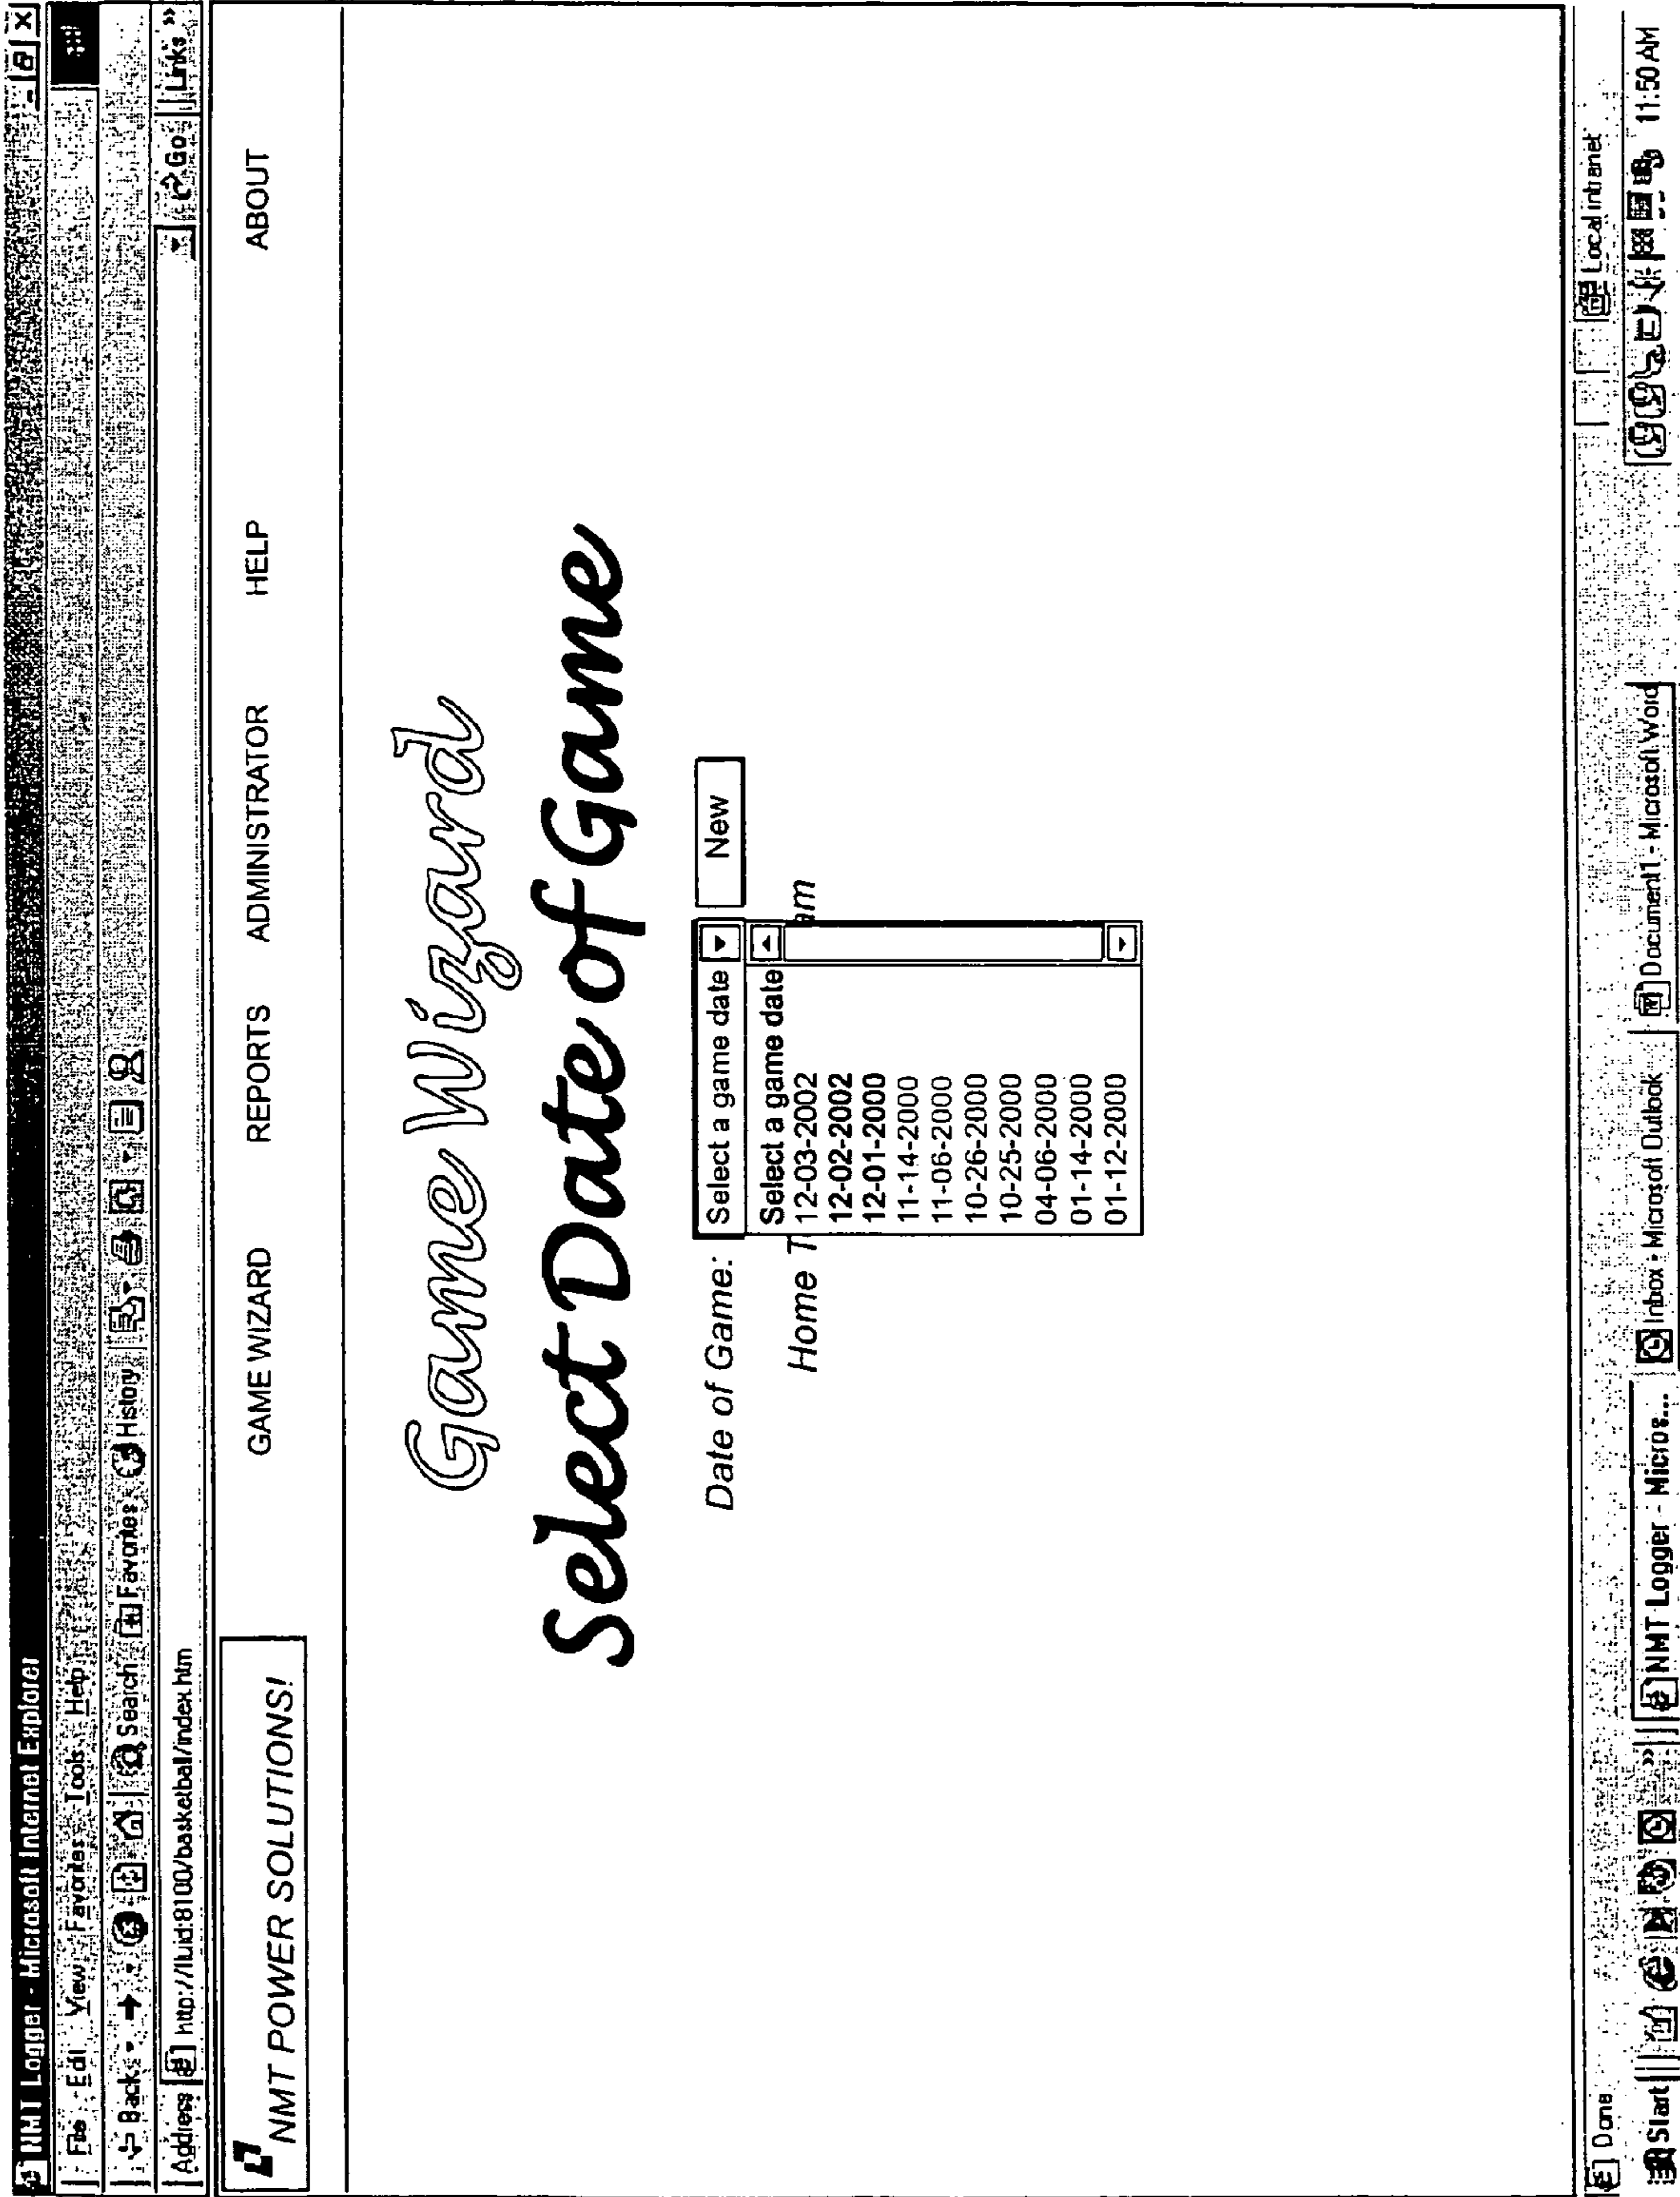 NMT Logger - Microsoft Internet Explorer
File Edit View Favorites Tools Help
Back Search Favorites History
Address http://fluid:8100/basketbal/index.htm Go Links »
NMT POWER SOLUTIONS! GAME WIZARD REPORTS ADMINISTRATOR HELP ABOUT
Game Wizard
Select Date of Game
Date of Game: Select a game date New
Select a game date
Home T 12-03-2002 am
12-02-2002
12-01-2000
11-14-2000
11-06-2000
10-26-2000
10-25-2000
04-06-2000
01-14-2000
01-12-2000
Done Local intranet
Start » NMT Logger - Micros... Inbox - Microsoft Outlook Document1 - Microsoft Word 11:50 AM